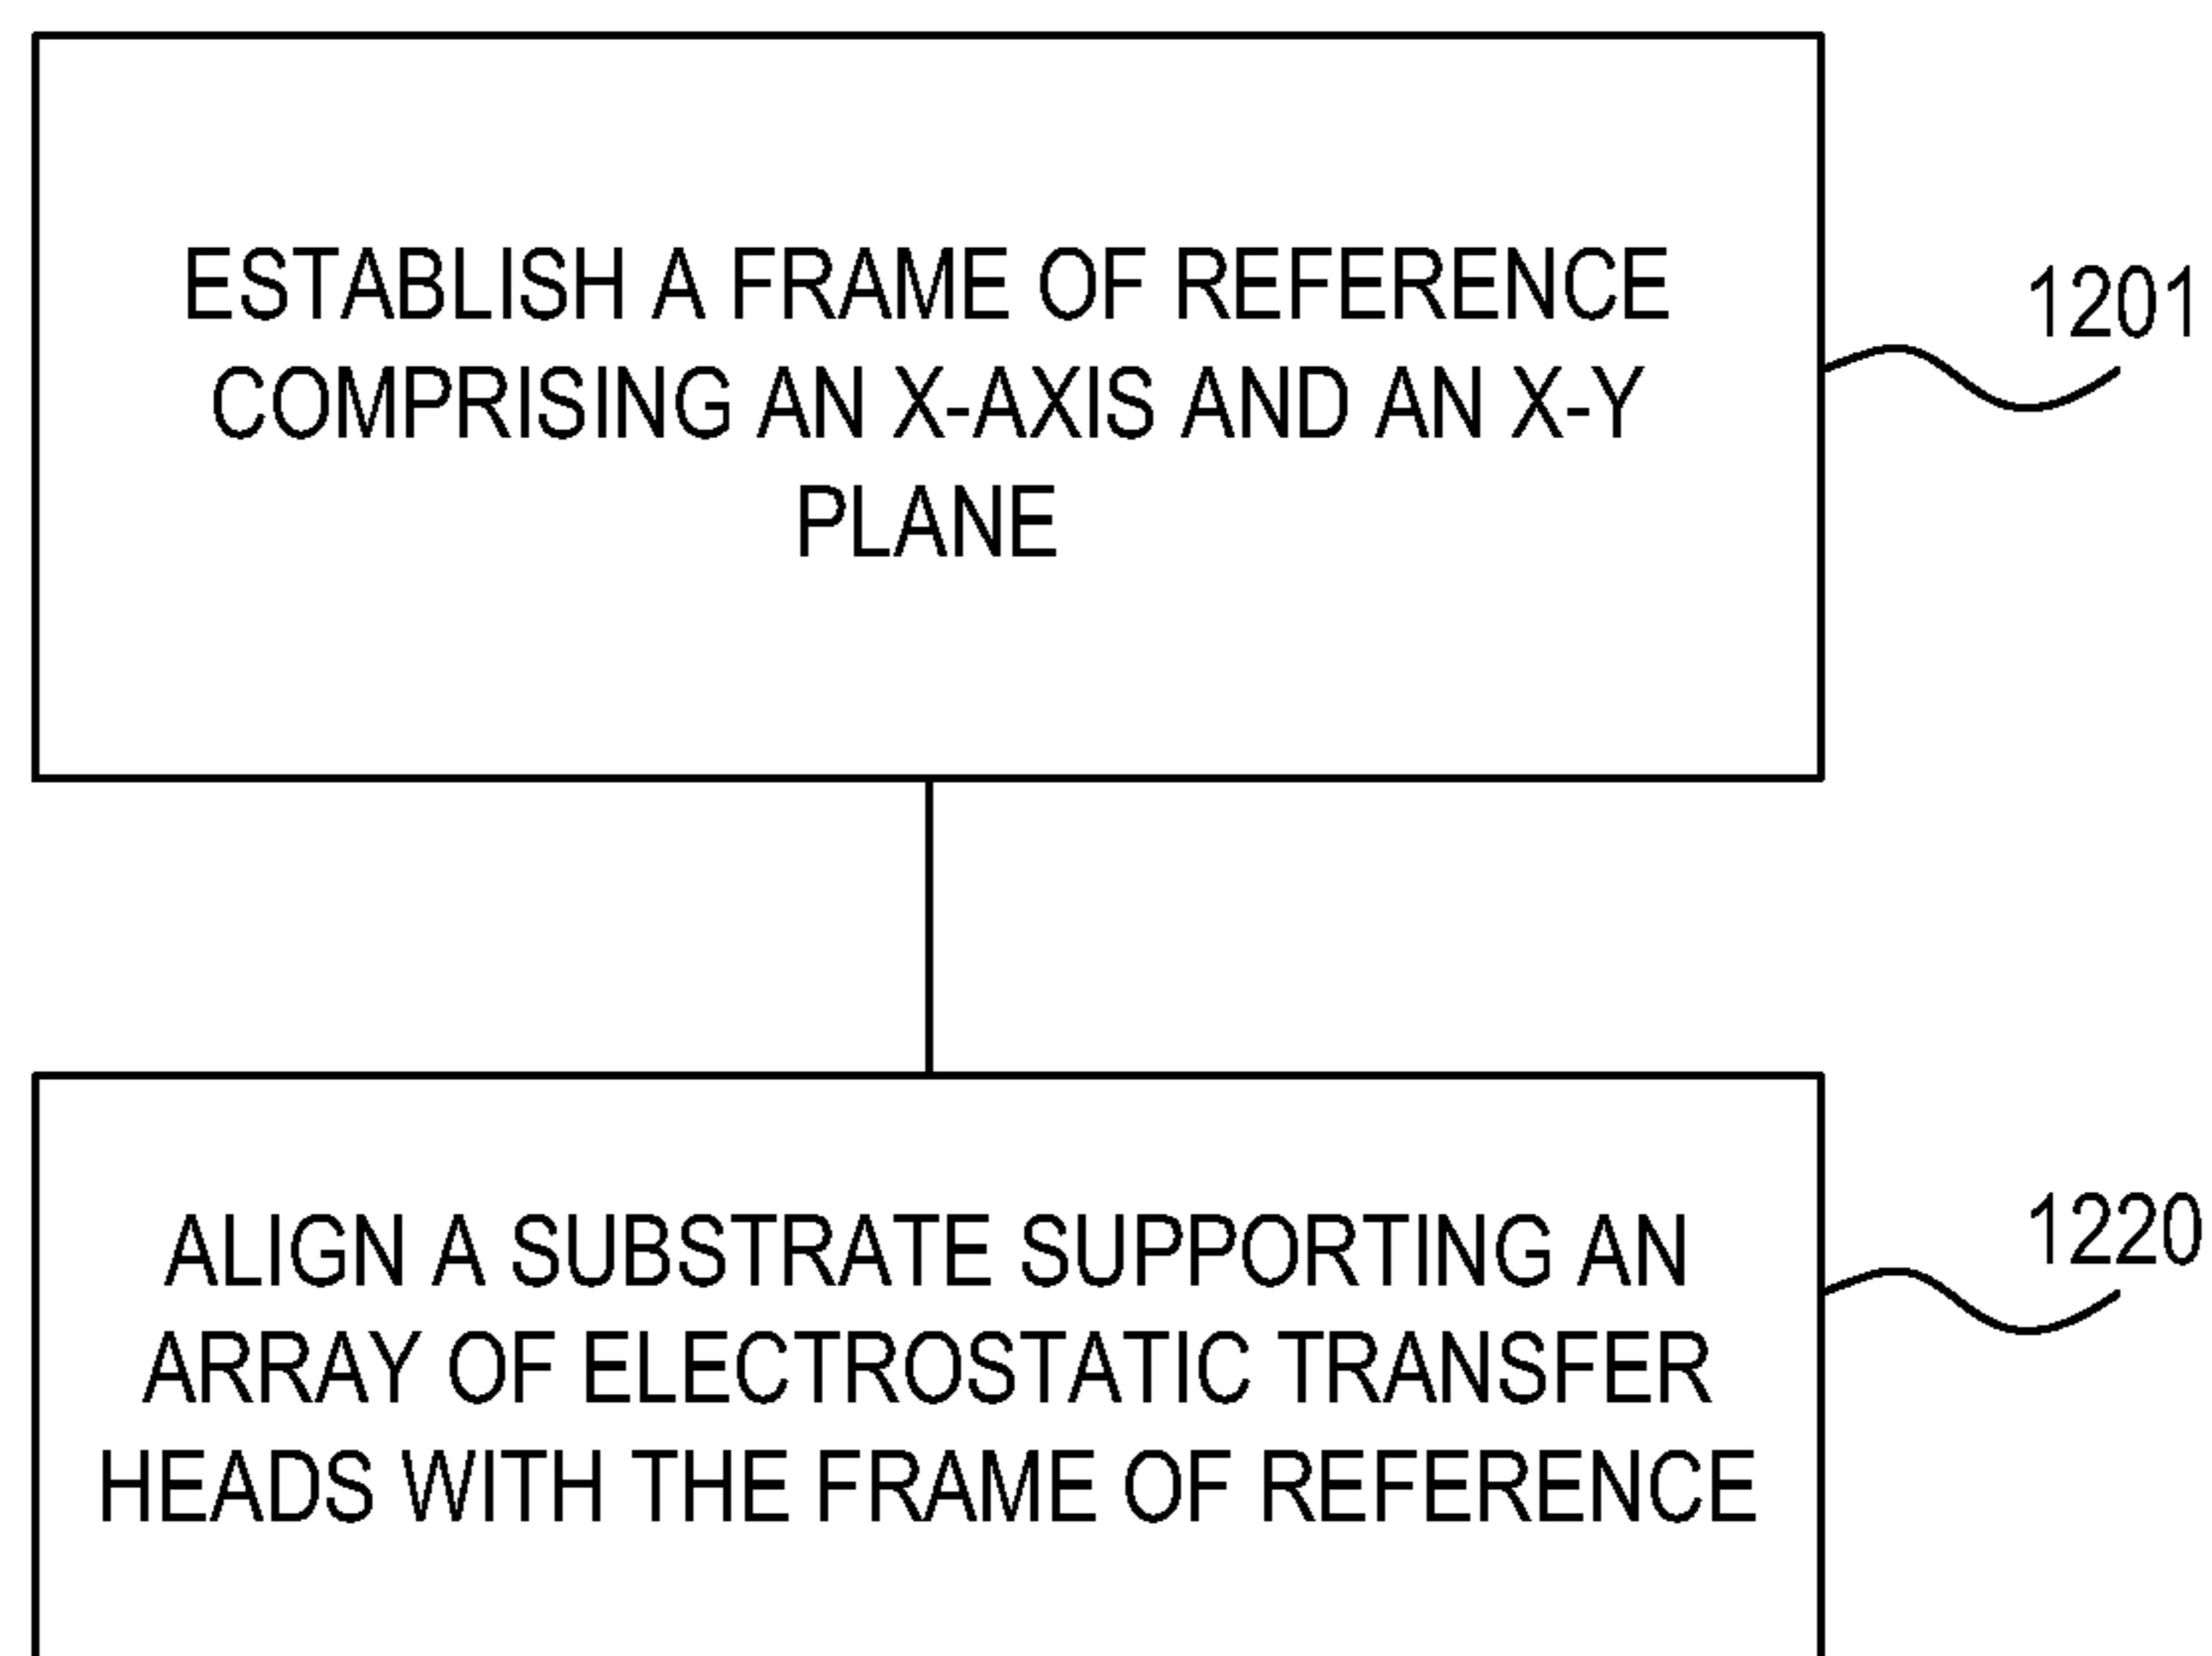 ESTABLISH A FRAME OF REFERENCE
COMPRISING AN X-AXIS AND AN X-Y
PLANE
1201
ALIGN A SUBSTRATE SUPPORTING AN
ARRAY OF ELECTROSTATIC TRANSFER
HEADS WITH THE FRAME OF REFERENCE
1220